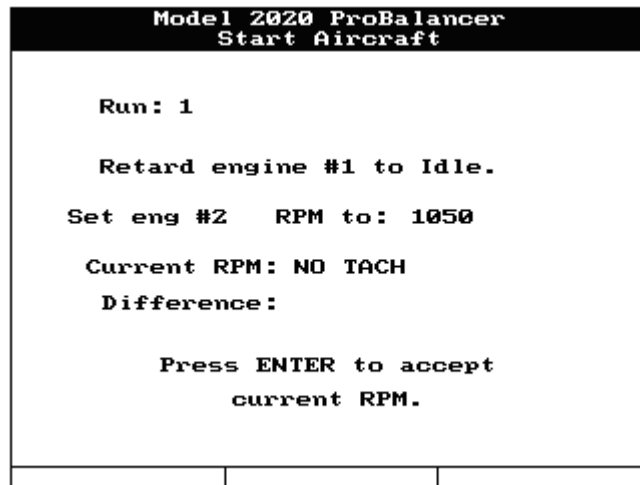 Model 2020 ProBalancer
Start Aircraft
Run: 1
Retard engine #1 to Idle.
Set eng #2 RPM to: 1050
Current RPM: NO TACH
Difference:
Press ENTER to accept
current RPM.